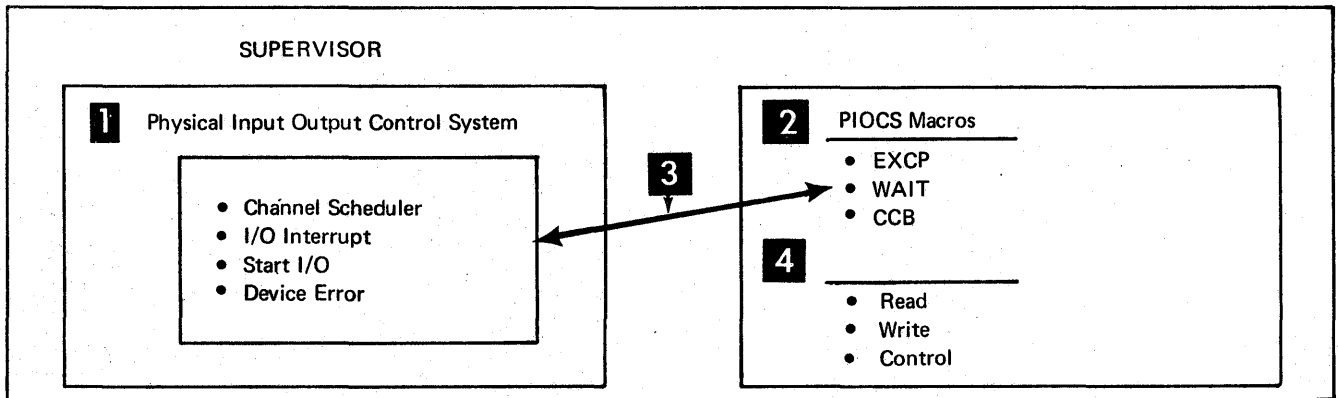 SUPERVISOR
1 Physical Input Output Control System
• Channel Scheduler
• I/O Interrupt
• Start I/O
• Device Error
3
2 PIOCS Macros
• EXCP
• WAIT
• CCB
4
• Read
• Write
• Control